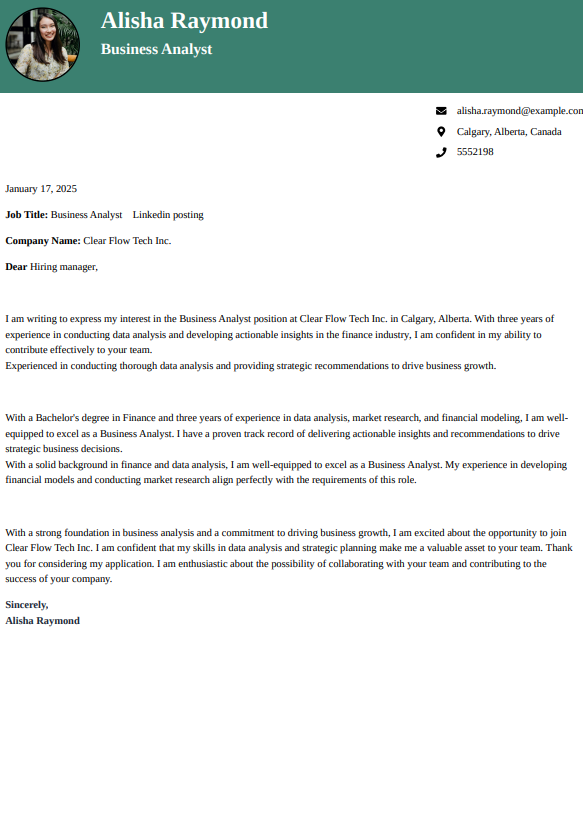 Alisha Raymond
Business Analyst
alisha.raymond@example.con
Calgary, Alberta, Canada
5552198
January 17, 2025
Job Title: Business Analyst Linkedin posting
Company Name: Clear Flow Tech Inc.
Dear Hiring manager,
I am writing to express my interest in the Business Analyst position at Clear Flow Tech Inc. in Calgary, Alberta. With three years of
experience in conducting data analysis and developing actionable insights in the finance industry, I am confident in my ability to
contribute effectively to your team.
Experienced in conducting thorough data analysis and providing strategic recommendations to drive business growth.
With a Bachelor's degree in Finance and three years of experience in data analysis, market research, and financial modeling, I am well-
equipped to excel as a Business Analyst. I have a proven track record of delivering actionable insights and recommendations to drive
strategic business decisions.
With a solid background in finance and data analysis, I am well-equipped to excel as a Business Analyst. My experience in developing
financial models and conducting market research align perfectly with the requirements of this role.
With a strong foundation in business analysis and a commitment to driving business growth, I am excited about the opportunity to join
Clear Flow Tech Inc. I am confident that my skills in data analysis and strategic planning make me a valuable asset to your team. Thank
you for considering my application. I am enthusiastic about the possibility of collaborating with your team and contributing to the
success of your company.
Sincerely,
Alisha Raymond